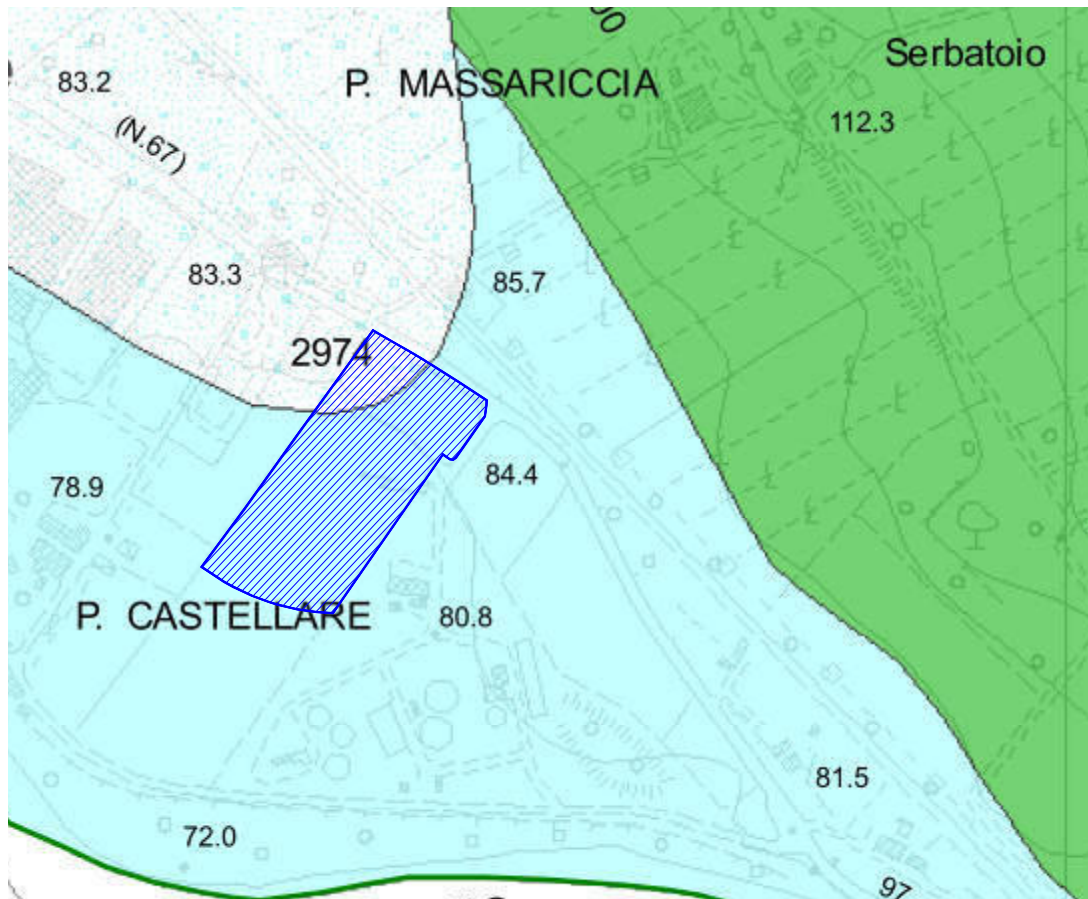 Serbatoio
83.2
P. MASSARICCIA
112.3
(N.67)
83.3
85.7
2974
78.9
84.4
P. CASTELLARE
80.8
81.5
72.0
97